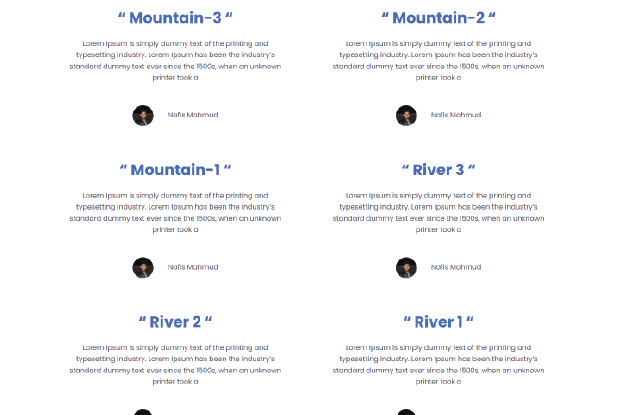 “ Mountain-3 “
Lorem Ipsum is simply dummy text of the printing and
typesetting industry. Lorem Ipsum has been the industry's
standard dummy text ever since the 1500s, when an unknown
printer took a
Nafis Mahmud
“ Mountain-2 “
Lorem Ipsum is simply dummy text of the printing and
typesetting industry. Lorem Ipsum has been the industry's
standard dummy text ever since the 1500s, when an unknown
printer took a
Nafis Mahmud
“ Mountain-1 “
Lorem Ipsum is simply dummy text of the printing and
typesetting industry. Lorem Ipsum has been the industry's
standard dummy text ever since the 1500s, when an unknown
printer took a
Nafis Mahmud
“ River 3 “
Lorem Ipsum is simply dummy text of the printing and
typesetting industry. Lorem Ipsum has been the industry's
standard dummy text ever since the 1500s, when an unknown
printer took a
Nafis Mahmud
“ River 2 “
Lorem Ipsum is simply dummy text of the printing and
typesetting industry. Lorem Ipsum has been the industry's
standard dummy text ever since the 1500s, when an unknown
printer took a
“ River 1 “
Lorem Ipsum is simply dummy text of the printing and
typesetting industry. Lorem Ipsum has been the industry's
standard dummy text ever since the 1500s, when an unknown
printer took a